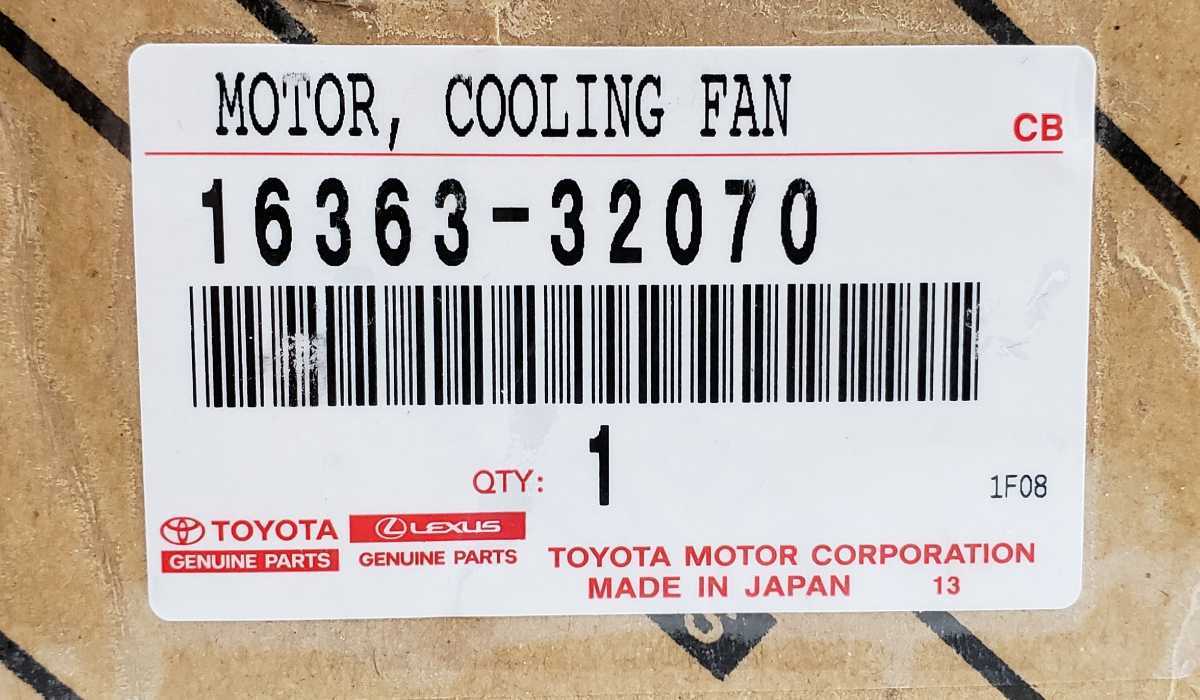 MOTOR, COOLING FAN
CB
16363-32070
QTY: 1
1F08
TOYOTA
GENUINE PARTS
LEXUS
GENUINE PARTS
TOYOTA MOTOR CORPORATION
MADE IN JAPAN 13